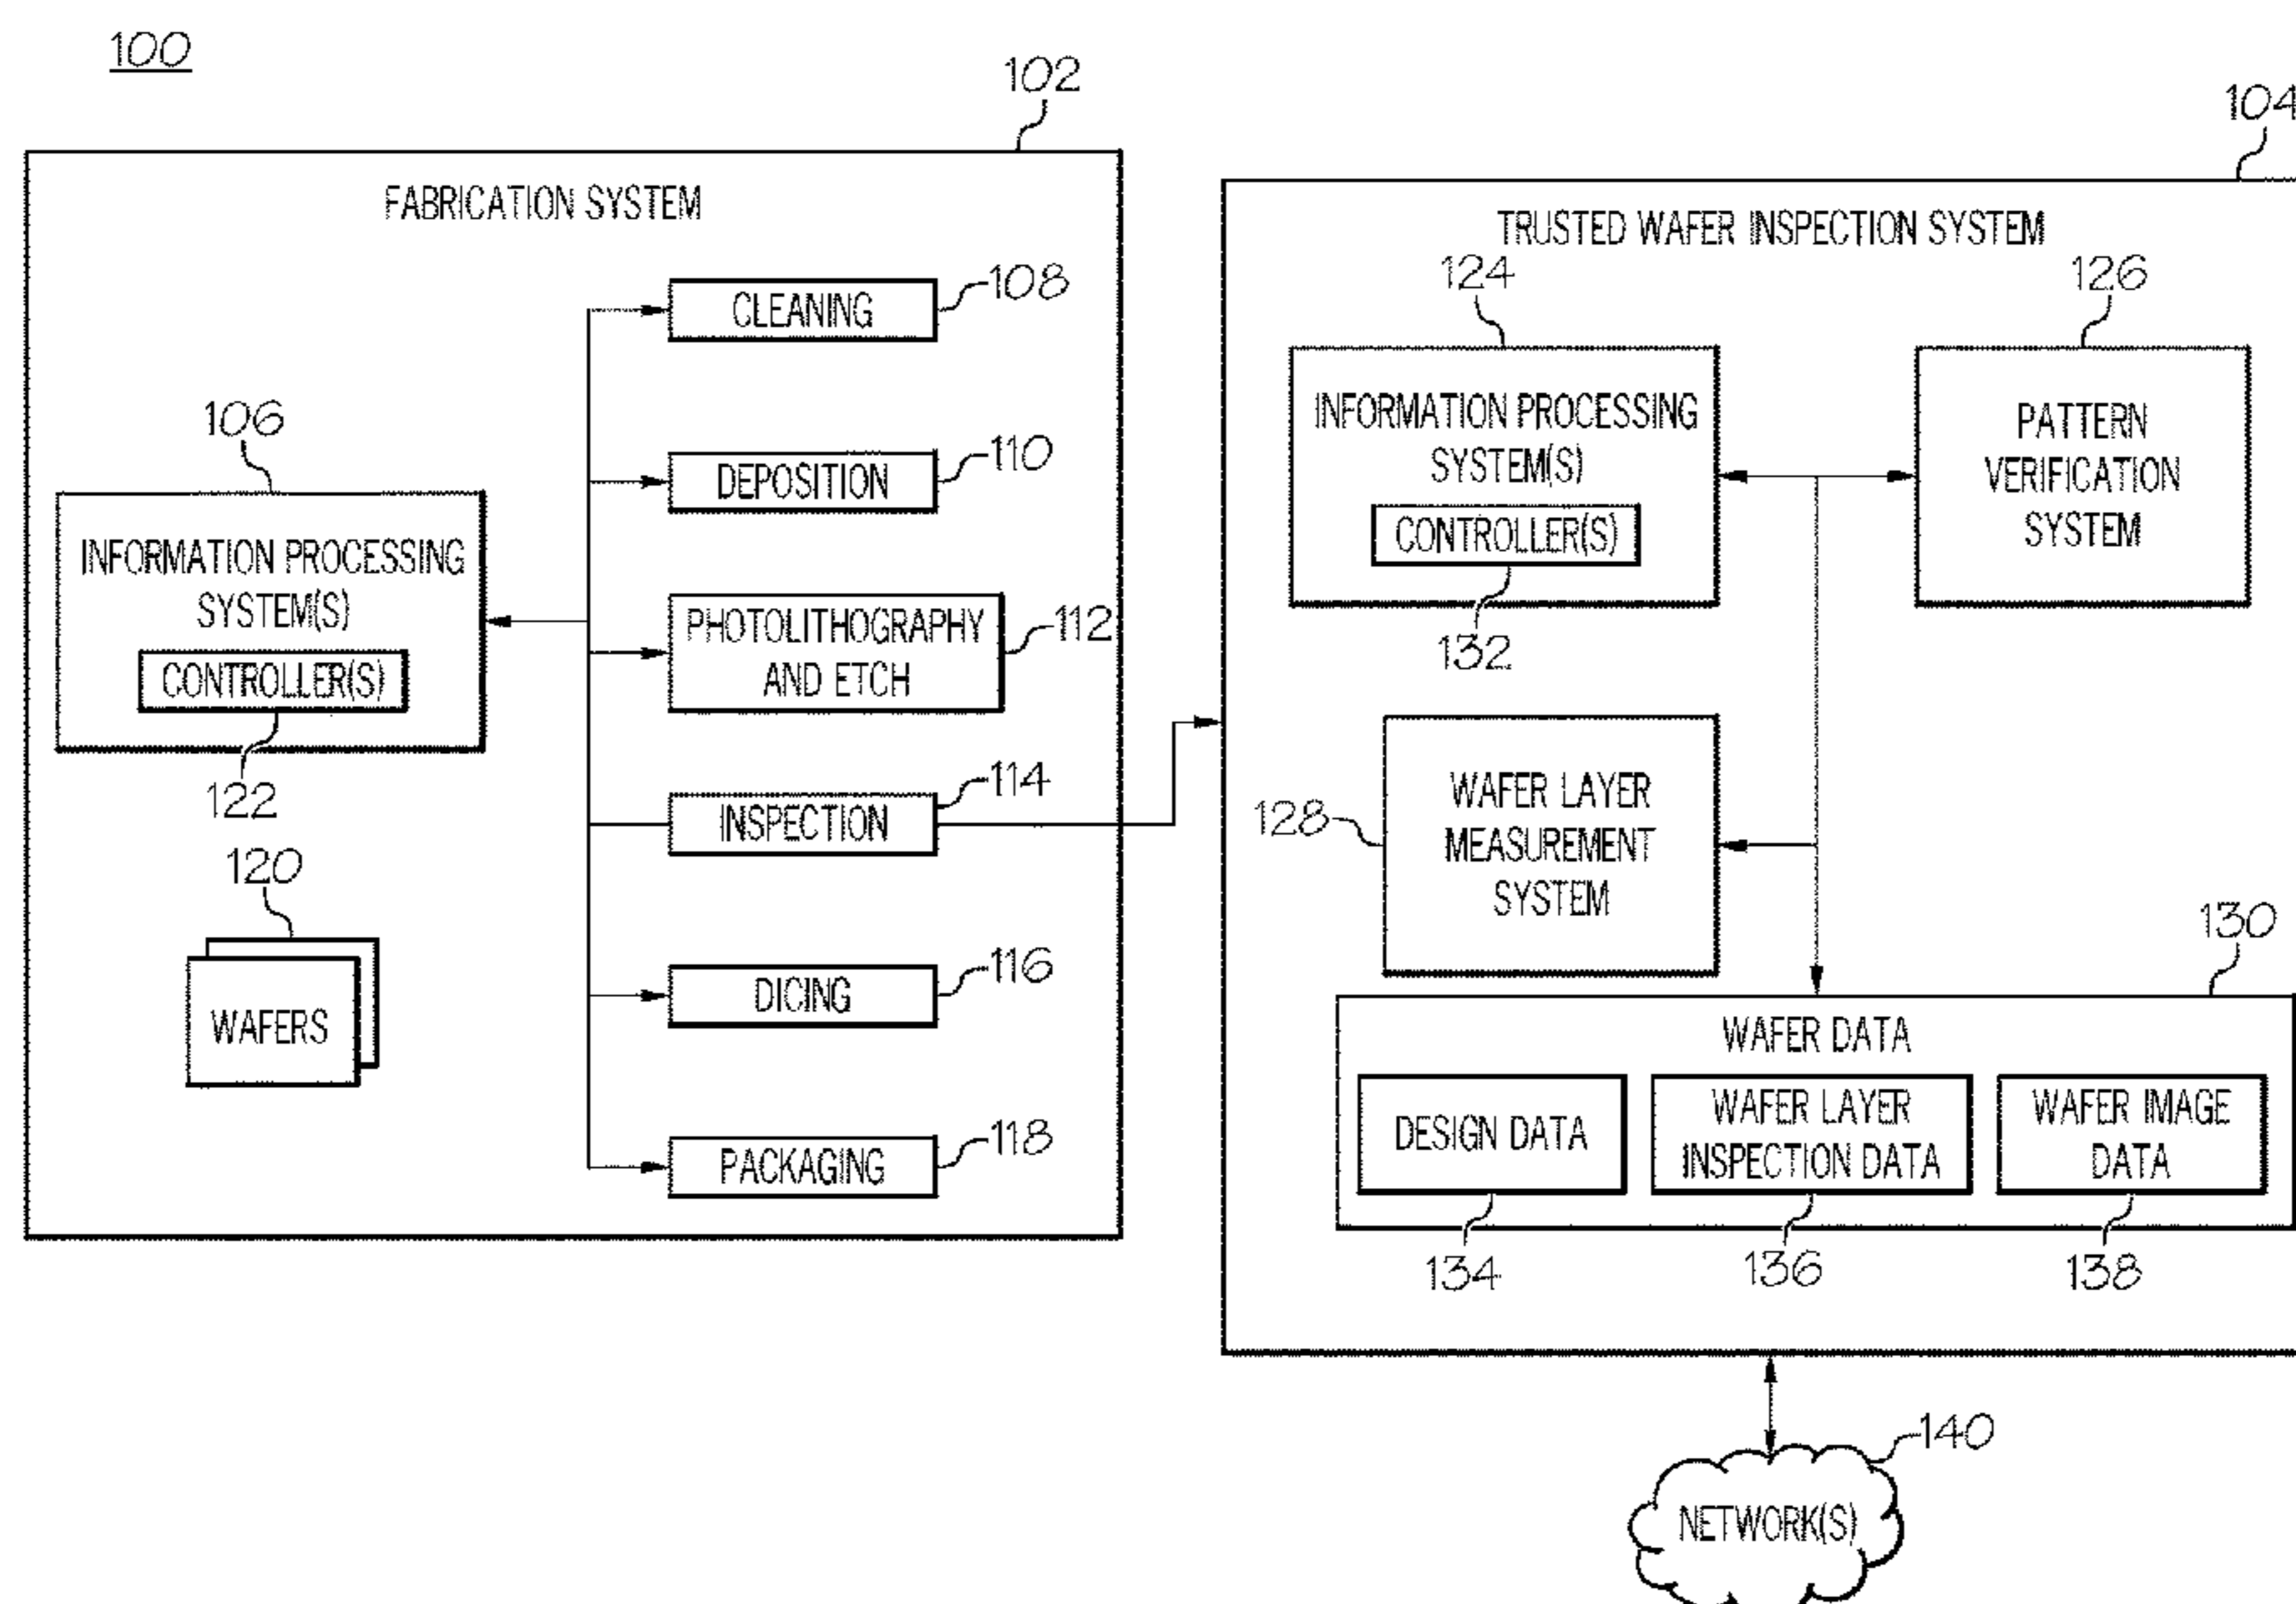 100
102
104
FABRICATION SYSTEM
CLEANING
108
DEPOSITION
110
106
INFORMATION PROCESSING
SYSTEM(S)
CONTROLLER(S)
122
PHOTOLITHOGRAPHY
AND ETCH
112
INSPECTION
114
120
WAFERS
DICING
116
PACKAGING
118
TRUSTED WAFER INSPECTION SYSTEM
124
INFORMATION PROCESSING
SYSTEM(S)
CONTROLLER(S)
132
126
PATTERN
VERIFICATION
SYSTEM
128
WAFER LAYER
MEASUREMENT
SYSTEM
130
WAFER DATA
DESIGN DATA
134
WAFER LAYER
INSPECTION DATA
136
WAFER IMAGE
DATA
138
140
NETWORK(S)